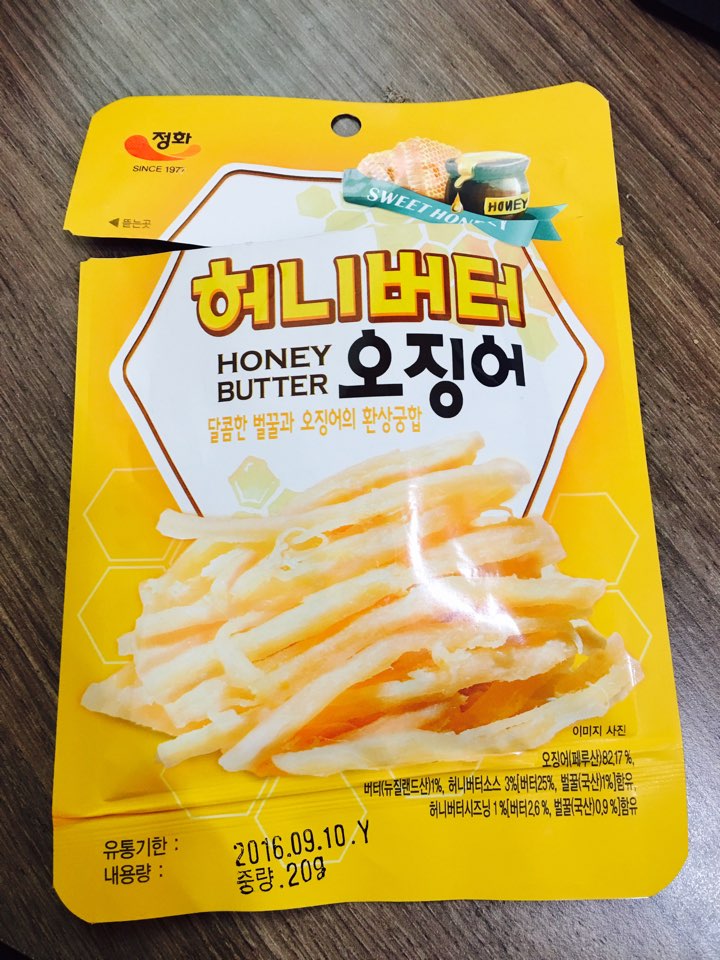 정화
SINCE 1977
◀ 뜯는곳
SWEET HONEY
HONEY
허니버터
HONEY
BUTTER
오징어
달콤한 벌꿀과 오징어의 환상궁합
이미지 사진
오징어(페루산)82.17%,
버터(뉴질랜드산)1%, 허니버터소스 3%[버터25%, 벌꿀(국산)1%]함유,
허니버터시즈닝 1%[버터2.6%, 벌꿀(국산)0.9%]함유
유통기한 : 2016.09.10.Y
내용량 : 중량.20g